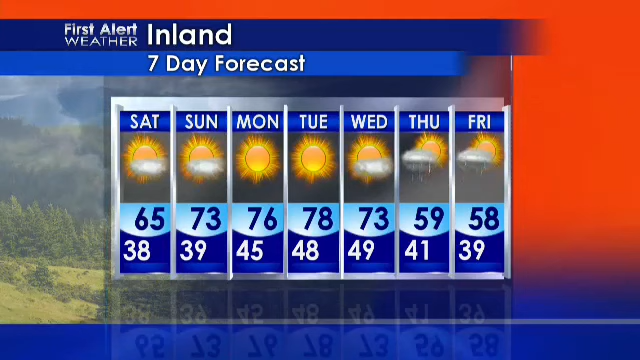 First Alert
WEATHER
Inland
7 Day Forecast
SAT SUN MON TUE WED THU FRI
65 73 76 78 73 59 58
38 39 45 48 49 41 39